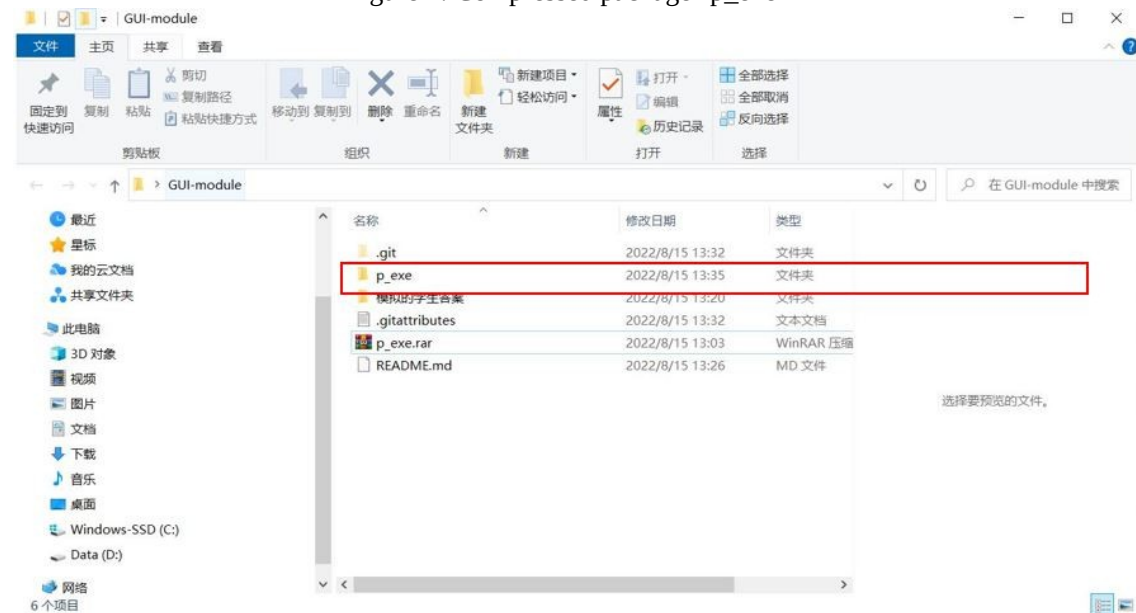 GUI-module
文件 主页 共享 查看
固定到快速访问
复制
粘贴
剪切
复制路径
粘贴快捷方式
剪贴板
移动到
复制到
删除
重命名
组织
新建文件夹
新建项目
轻松访问
新建
属性
打开
编辑
历史记录
打开
全部选择
全部取消
反向选择
选择
GUI-module
在 GUI-module 中搜索
最近
星标
我的云文档
共享文件夹
此电脑
3D 对象
视频
图片
文档
下载
音乐
桌面
Windows-SSD (C:)
Data (D:)
网络
名称 修改日期 类型
.git 2022/8/15 13:32 文件夹
p_exe 2022/8/15 13:35 文件夹
模拟的学生答案 2022/8/15 13:20 文件夹
.gitattributes 2022/8/15 13:32 文本文档
p_exe.rar 2022/8/15 13:03 WinRAR 压缩
README.md 2022/8/15 13:26 MD 文件
选择要预览的文件。
6 个项目